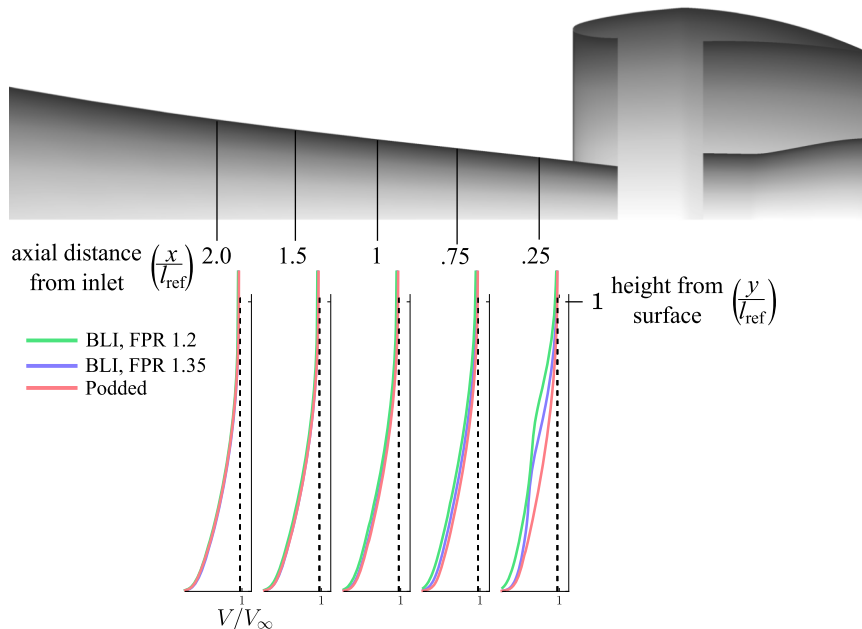 axial distance from inlet (x/l_ref) 2.0 1.5 1 .75 .25
1 height from surface (y/l_ref)
BLI, FPR 1.2
BLI, FPR 1.35
Podded
1 1 1 1 1
V/V∞